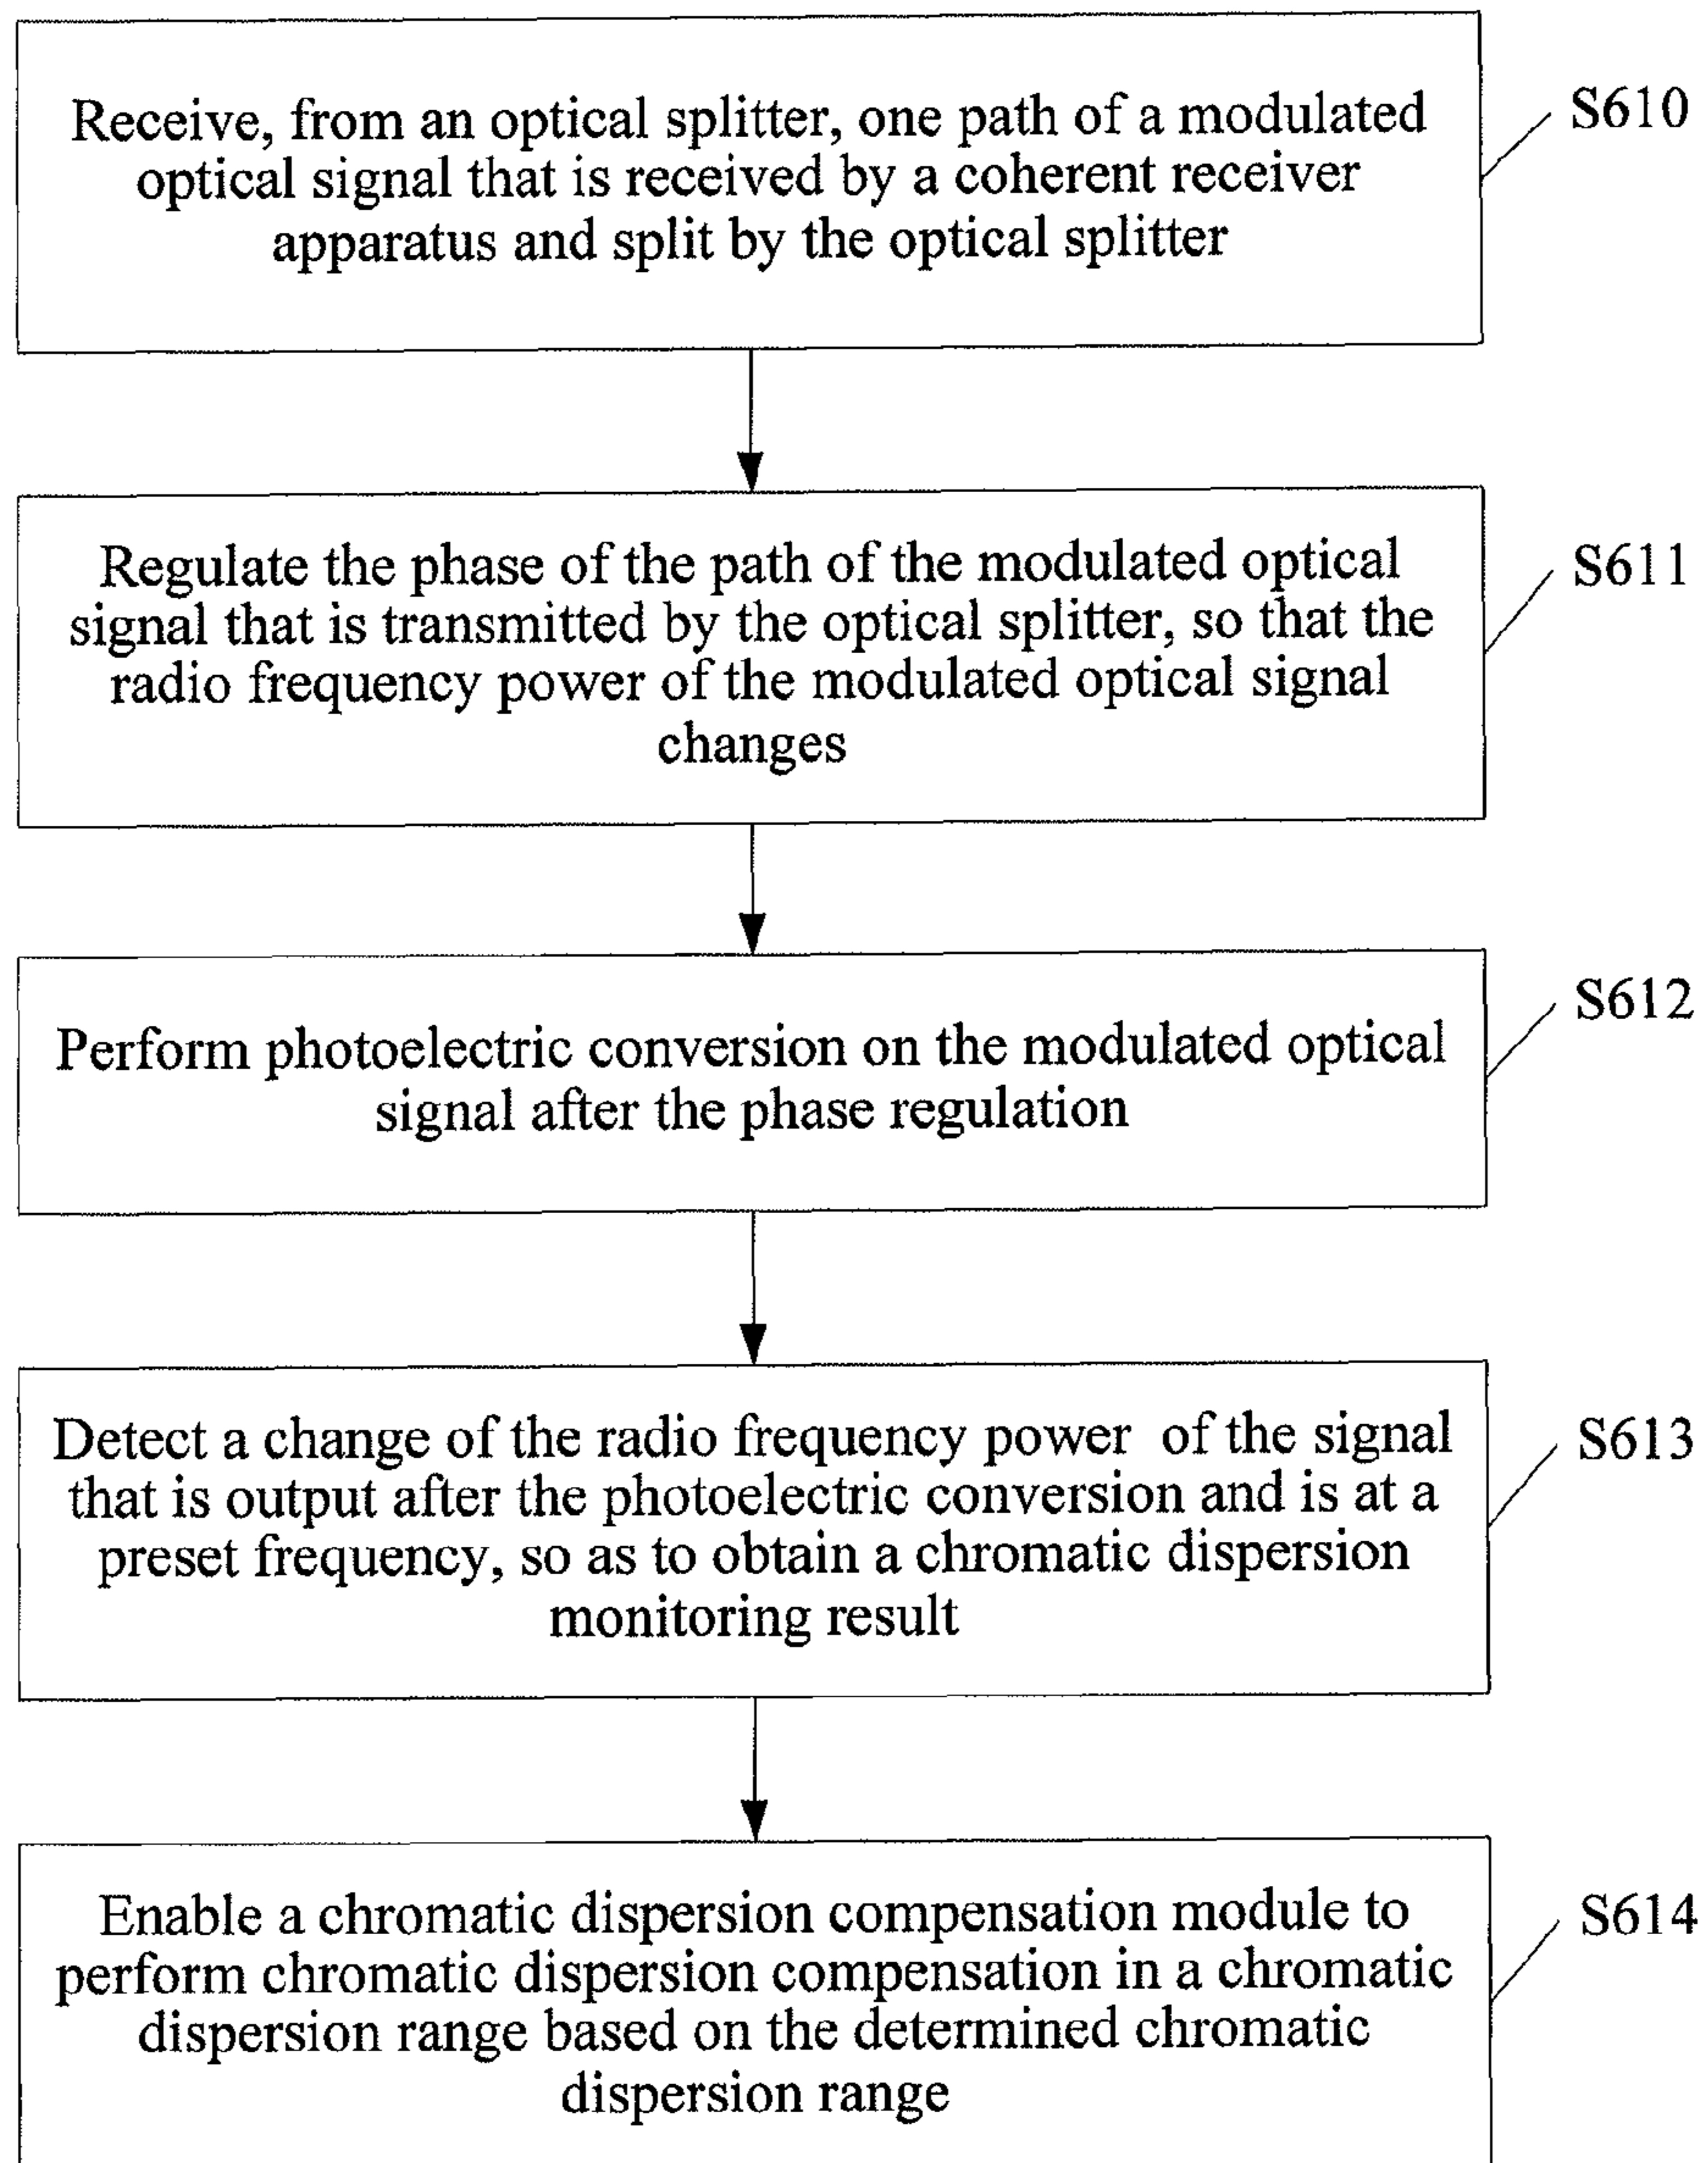 Receive, from an optical splitter, one path of a modulated
optical signal that is received by a coherent receiver
apparatus and split by the optical splitter
S610
Regulate the phase of the path of the modulated optical
signal that is transmitted by the optical splitter, so that the
radio frequency power of the modulated optical signal
changes
S611
Perform photoelectric conversion on the modulated optical
signal after the phase regulation
S612
Detect a change of the radio frequency power of the signal
that is output after the photoelectric conversion and is at a
preset frequency, so as to obtain a chromatic dispersion
monitoring result
S613
Enable a chromatic dispersion compensation module to
perform chromatic dispersion compensation in a chromatic
dispersion range based on the determined chromatic
dispersion range
S614